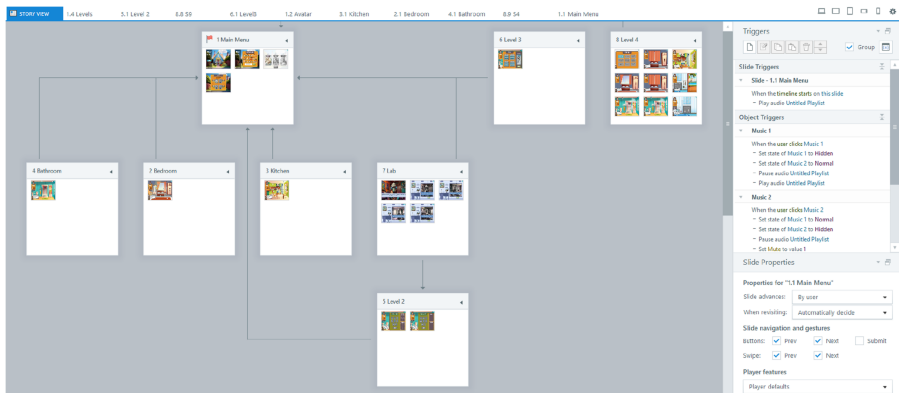 STORY VIEW
1.4 Levels
5.1 Level 2
8.8 S9
6.1 Level3
1.2 Avatar
3.1 Kitchen
2.1 Bedroom
4.1 Bathroom
8.9 S4
1.1 Main Menu
1 Main Menu
6 Level 3
8 Level 4
4 Bathroom
2 Bedroom
3 Kitchen
7 Lab
5 Level 2
Triggers
Group
Slide Triggers
Slide - 1.1 Main Menu
When the timeline starts on this slide
- Play audio Untitled Playlist
Object Triggers
Music 1
When the user clicks Music 1
- Set state of Music 1 to Hidden
- Set state of Music 2 to Normal
- Pause audio Untitled Playlist
- Play audio Untitled Playlist
Music 2
When the user clicks Music 2
- Set state of Music 1 to Normal
- Set state of Music 2 to Hidden
- Pause audio Untitled Playlist
- Set Mute to value 1
Slide Properties
Properties for "1.1 Main Menu"
Slide advances: By user
When revisiting: Automatically decide
Slide navigation and gestures
Buttons: Prev Next Submit
Swipe: Prev Next
Player features
Player defaults